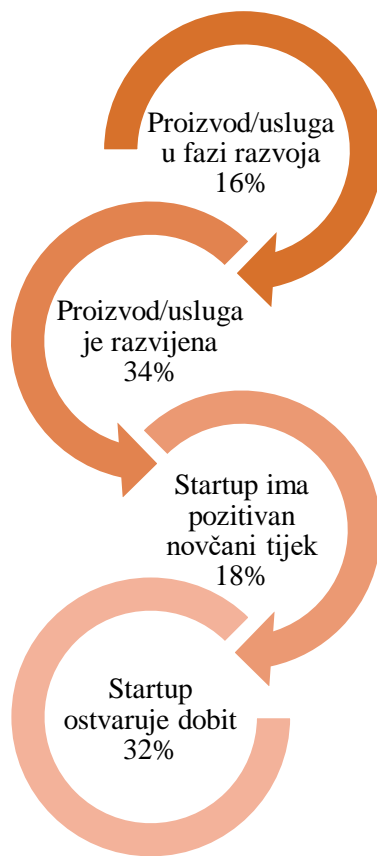 Proizvod/usluga
u fazi razvoja
16%
Proizvod/usluga
je razvijena
34%
Startup ima
pozitivan
novčani tijek
18%
Startup
ostvaruje dobit
32%